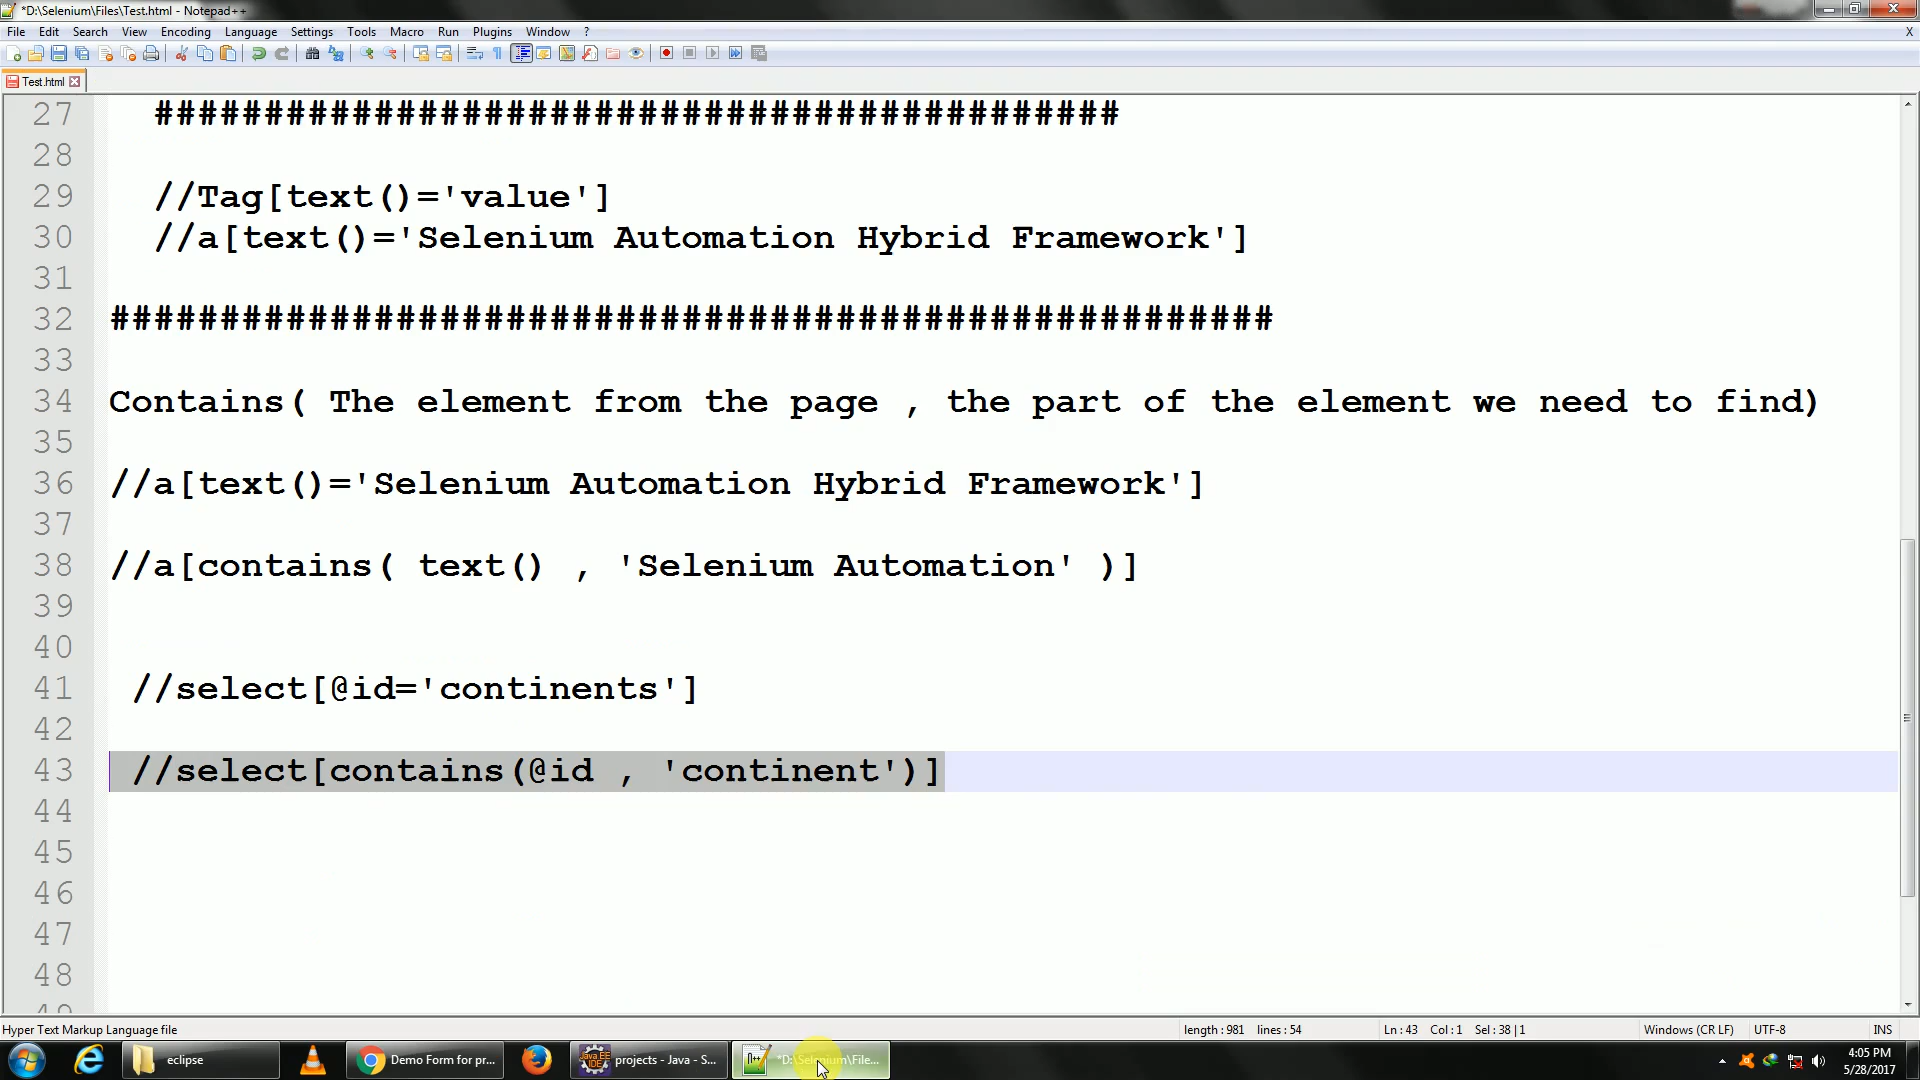 *D:\Selenium\Files\Test.html - Notepad++
File Edit Search View Encoding Language Settings Tools Macro Run Plugins Window ? X
Test.html
27 ############################################
28
29 //Tag[text()='value']
30 //a[text()='Selenium Automation Hybrid Framework']
31
32 #####################################################
33
34 Contains( The element from the page , the part of the element we need to find)
35
36 //a[text()='Selenium Automation Hybrid Framework']
37
38 //a[contains( text() , 'Selenium Automation' )]
39
40
41 //select[@id='continents']
42
43 //select[contains(@id , 'continent')]
44
45
46
47
48
Hyper Text Markup Language file length : 981 lines : 54 Ln : 43 Col : 1 Sel : 38 | 1 Windows (CR LF) UTF-8 INS
eclipse Demo Form for pr... projects - Java - S... *D:\Selenium\File... 4:05 PM
5/28/2017